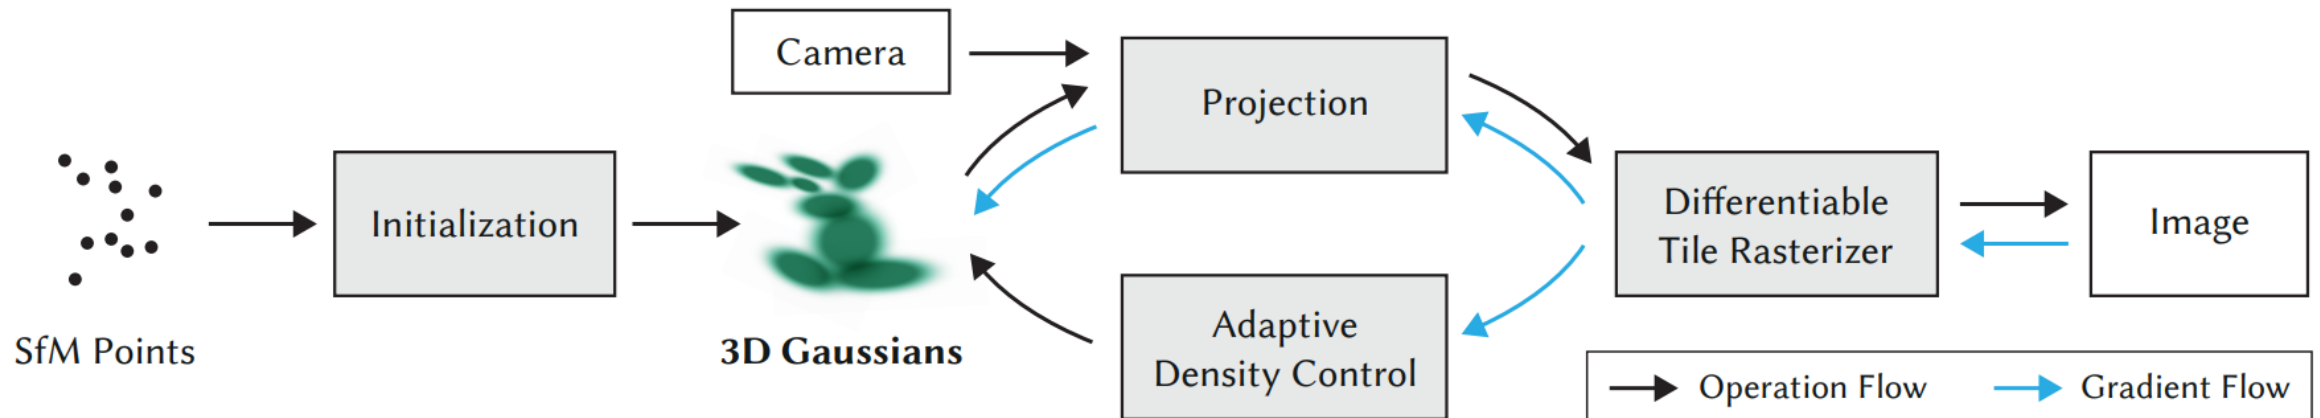 Camera
Projection
Initialization
Differentiable
Tile Rasterizer
Image
SfM Points
3D Gaussians
Adaptive
Density Control
Operation Flow
Gradient Flow